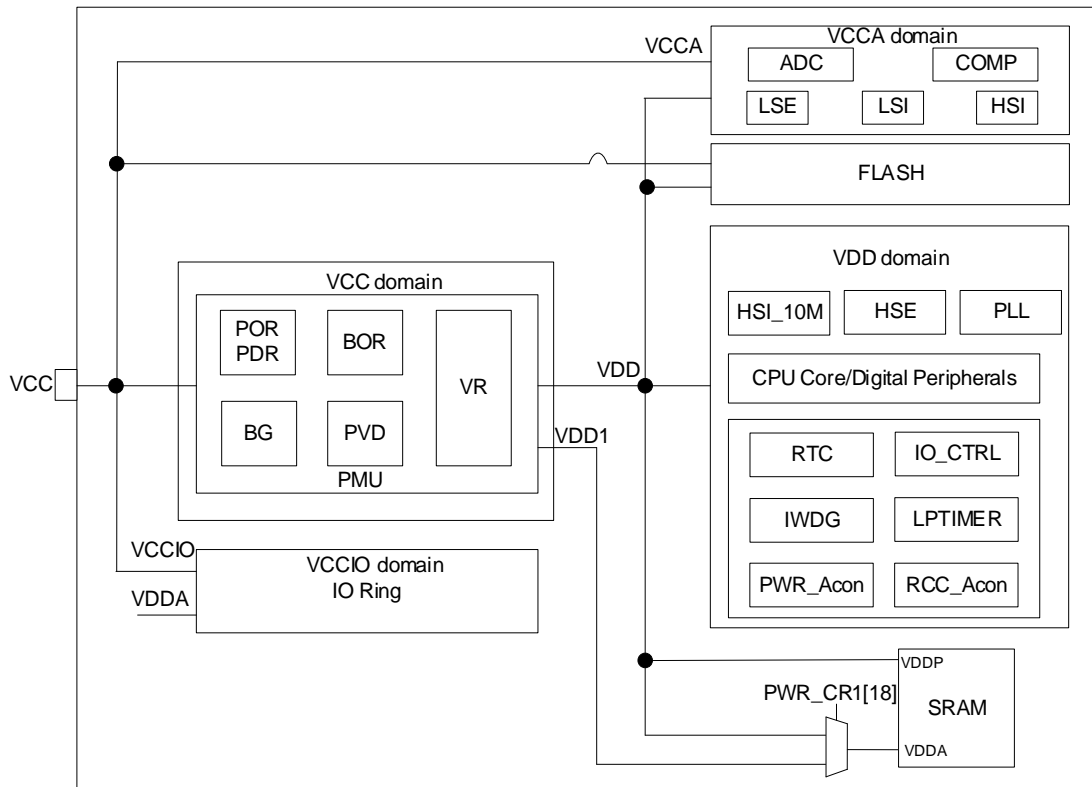 VCCA domain
VCCA
ADC
COMP
LSE
LSI
HSI
FLASH
VCC domain
VDD domain
POR
PDR
BOR
VR
HSI_10M
HSE
PLL
VCC
VDD
CPU Core/Digital Peripherals
BG
PVD
VDD1
PMU
RTC
IO_CTRL
IWDG
LPTIMER
VCCIO
VCCIO domain
IO Ring
VDDA
PWR_Acon
RCC_Acon
VDDP
PWR_CR1[18]
SRAM
VDDA